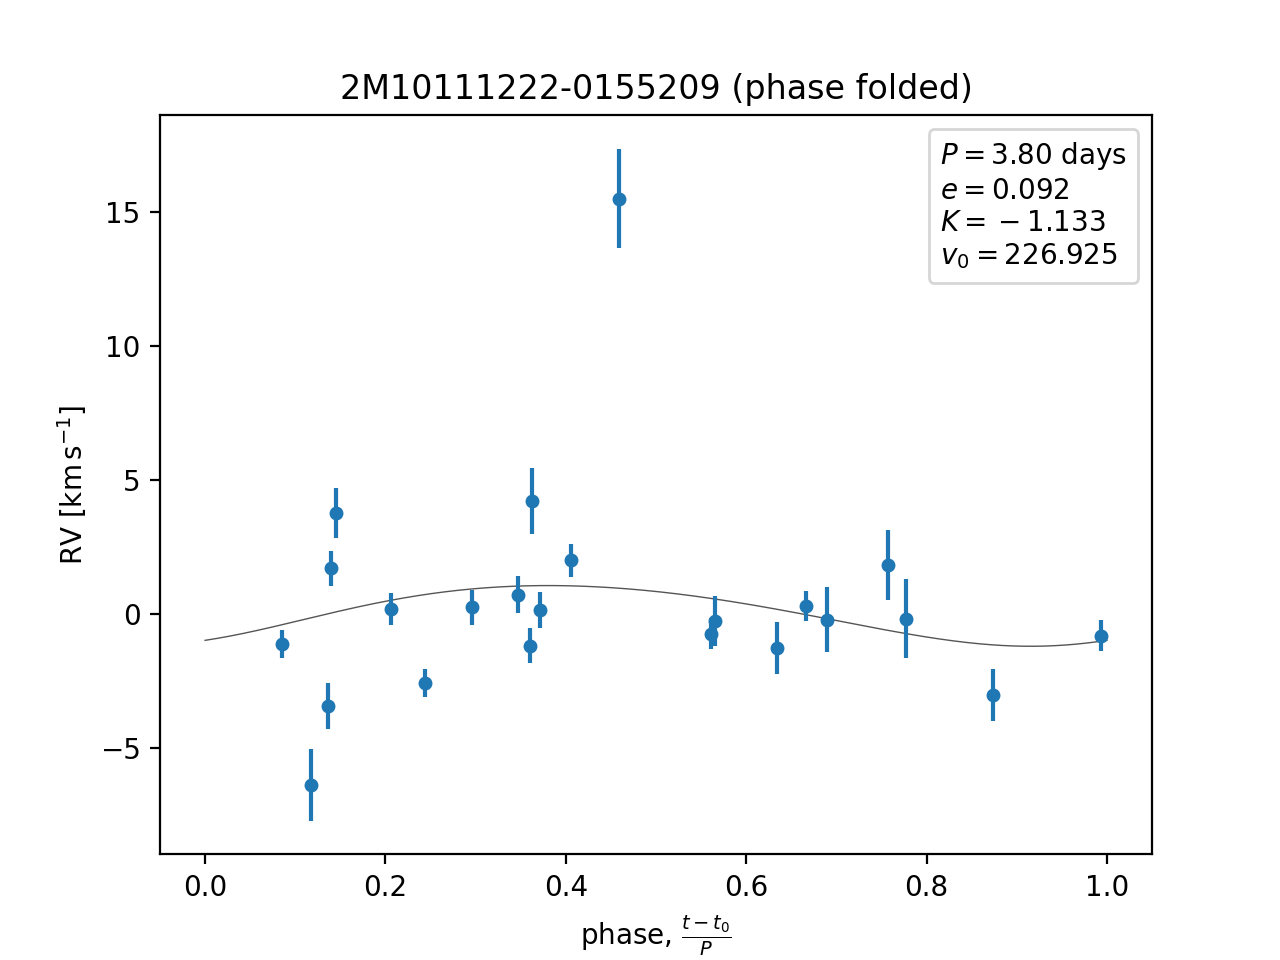 2M10111222-0155209 (phase folded)
P = 3.80 days
e = 0.092
K = −1.133
v₀ = 226.925
15
10
5
0
−5
RV [km s⁻¹]
0.0 0.2 0.4 0.6 0.8 1.0
phase, (t − t₀)/P